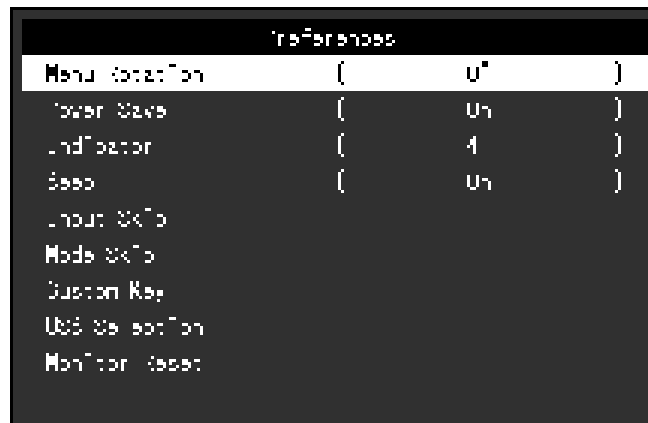 Preferences
Menu Rotation ( 0° )
Power Save ( On )
Indicator ( 4 )
Beep ( On )
Input Skip
Mode Skip
Custom Key
USB Selection
Monitor Reset